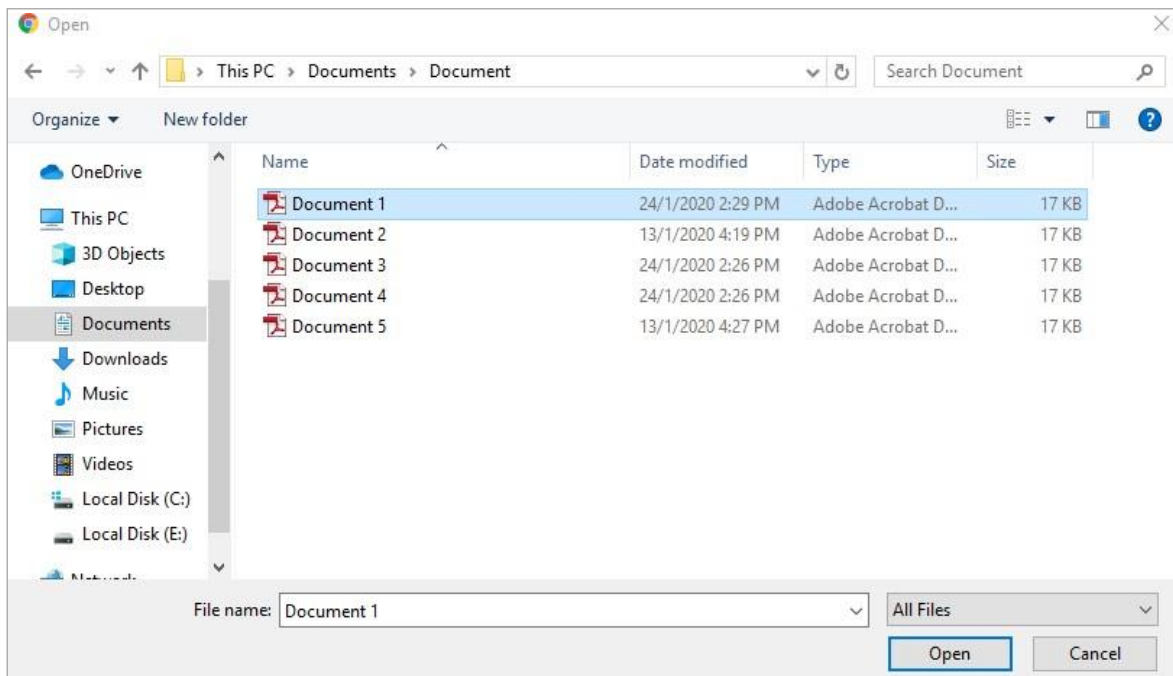 Open
This PC > Documents > Document
Search Document
Organize
New folder
Name
Date modified
Type
Size
OneDrive
This PC
3D Objects
Desktop
Documents
Downloads
Music
Pictures
Videos
Local Disk (C:)
Local Disk (E:)
Network
Document 1 24/1/2020 2:29 PM Adobe Acrobat D... 17 KB
Document 2 13/1/2020 4:19 PM Adobe Acrobat D... 17 KB
Document 3 24/1/2020 2:26 PM Adobe Acrobat D... 17 KB
Document 4 24/1/2020 2:26 PM Adobe Acrobat D... 17 KB
Document 5 13/1/2020 4:27 PM Adobe Acrobat D... 17 KB
File name: Document 1
All Files
Open
Cancel